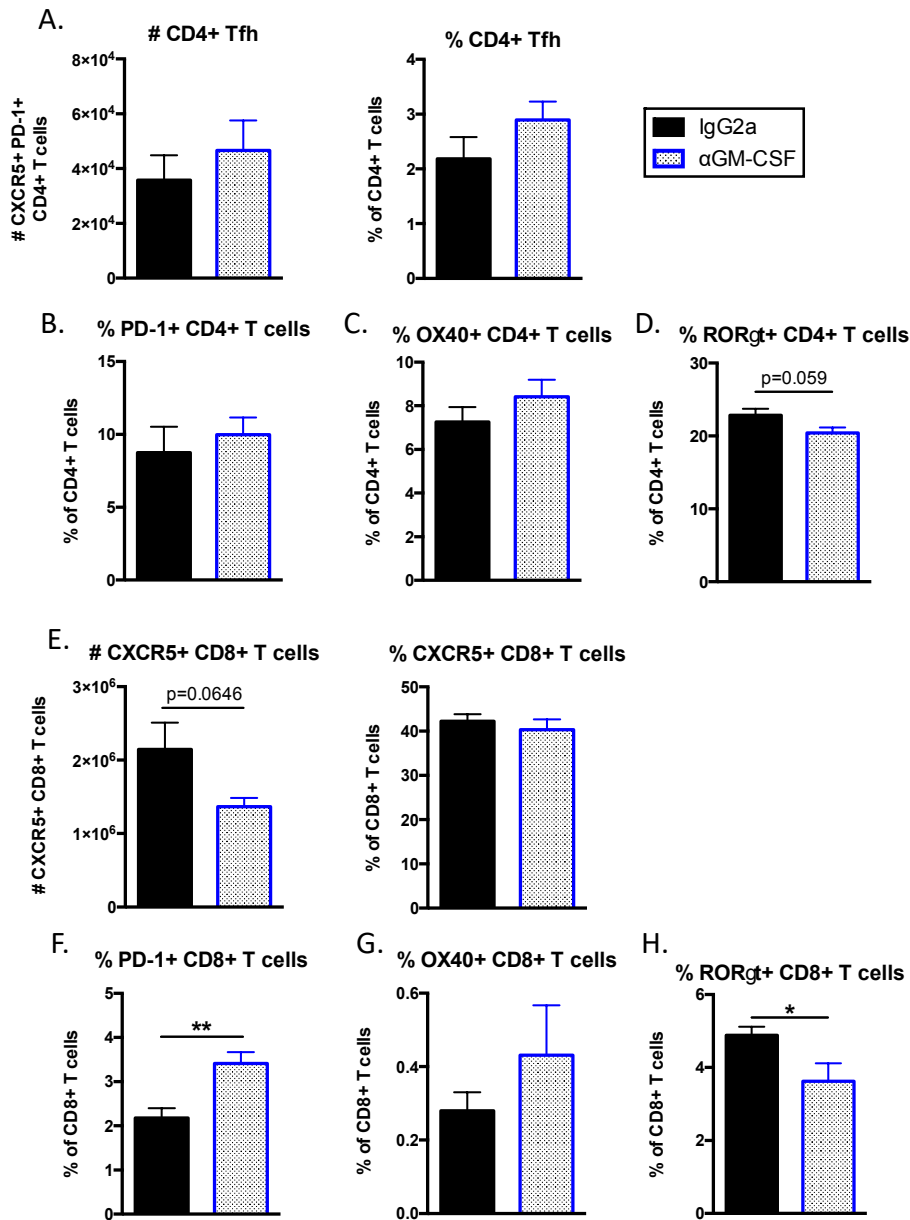 A.
# CD4+ Tfh
# CXCR5+ PD-1+
CD4+ T cells
8×10⁴
6×10⁴
4×10⁴
2×10⁴
0
% CD4+ Tfh
% of CD4+ T cells
4
3
2
1
0
IgG2a
αGM-CSF
B.
% PD-1+ CD4+ T cells
% of CD4+ T cells
15
10
5
0
C.
% OX40+ CD4+ T cells
% of CD4+ T cells
10
8
6
4
2
0
D.
% RORgt+ CD4+ T cells
% of CD4+ T cells
30
20
10
0
p=0.059
E.
# CXCR5+ CD8+ T cells
# CXCR5+ CD8+ T cells
3×10⁶
2×10⁶
1×10⁶
0
p=0.0646
% CXCR5+ CD8+ T cells
% of CD8+ T cells
50
40
30
20
10
0
F.
% PD-1+ CD8+ T cells
% of CD8+ T cells
5
4
3
2
1
0
**
G.
% OX40+ CD8+ T cells
% of CD8+ T cells
0.6
0.4
0.2
0.0
H.
% RORgt+ CD8+ T cells
% of CD8+ T cells
6
4
2
0
*